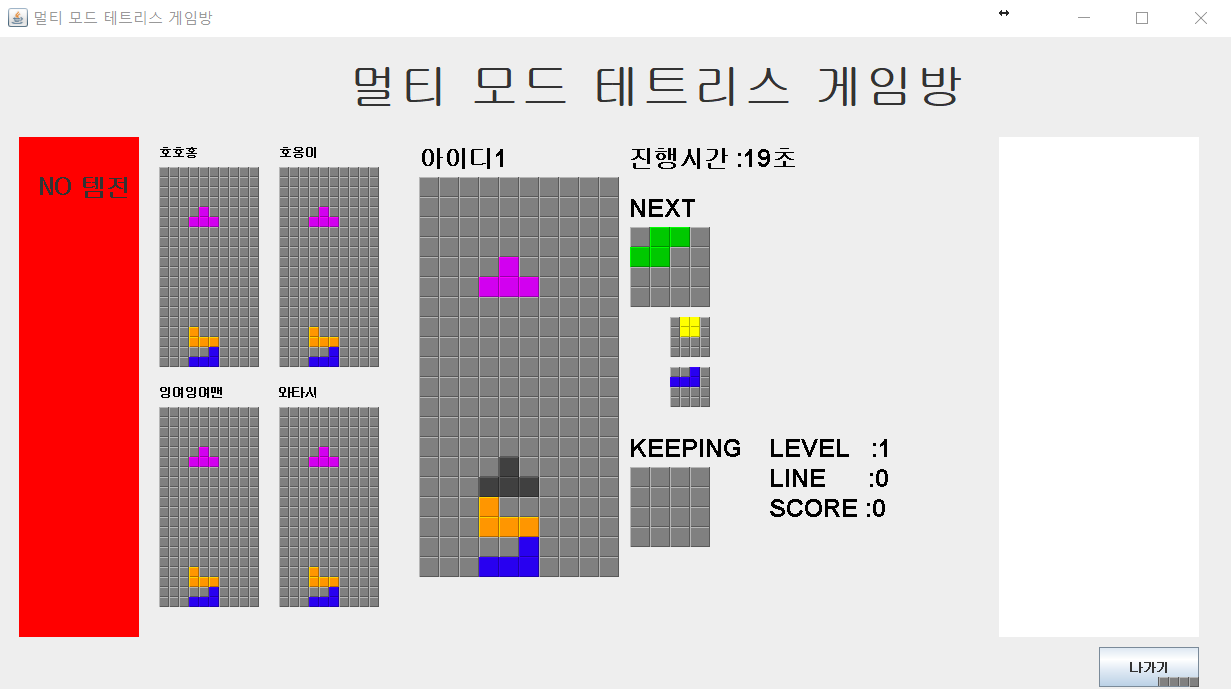 멀티 모드 테트리스 게임방
멀티 모드 테트리스 게임방
NO 템전
호호홍
호옹이
잉여잉여맨
와타시
아이디1
진행시간 :19초
NEXT
KEEPING
LEVEL :1
LINE :0
SCORE :0
나가기